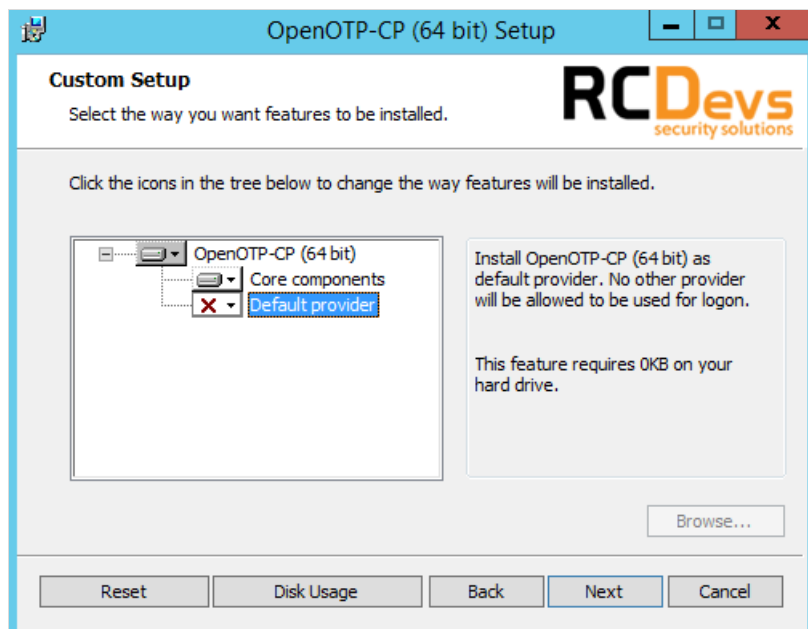 OpenOTP-CP (64 bit) Setup
Custom Setup
Select the way you want features to be installed.
RCDevs
security solutions
Click the icons in the tree below to change the way features will be installed.
OpenOTP-CP (64 bit)
Core components
Default provider
Install OpenOTP-CP (64 bit) as
default provider. No other provider
will be allowed to be used for logon.
This feature requires 0KB on your
hard drive.
Browse...
Reset
Disk Usage
Back
Next
Cancel